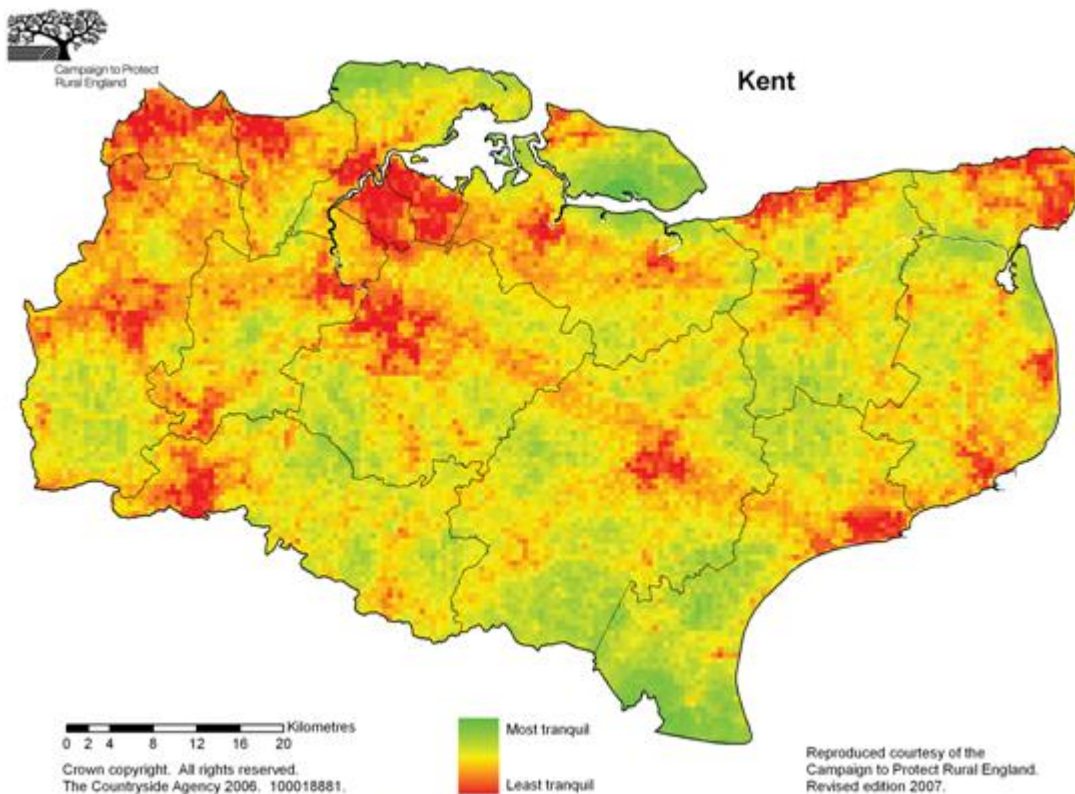 Campaign to Protect
Rural England
Kent
Kilometres
0 2 4 8 12 16 20
Crown copyright. All rights reserved.
The Countryside Agency 2006. 100018881.
Most tranquil
Least tranquil
Reproduced courtesy of the
Campaign to Protect Rural England.
Revised edition 2007.